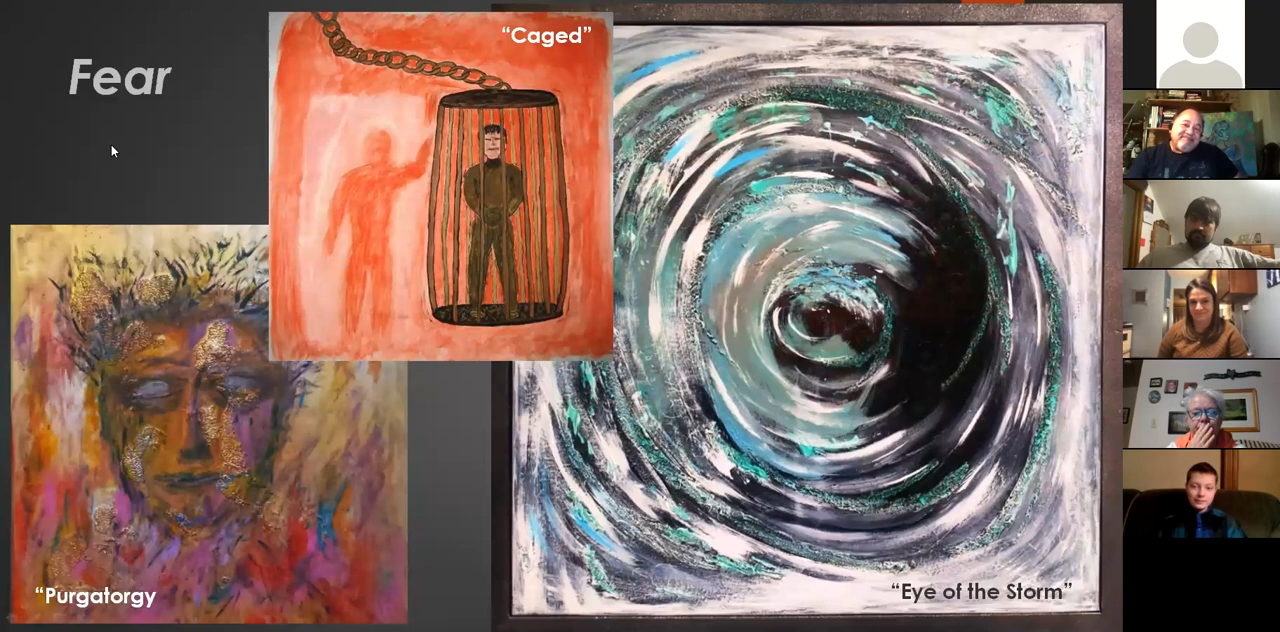 Fear
“Caged”
“Purgatorgy
“Eye of the Storm”